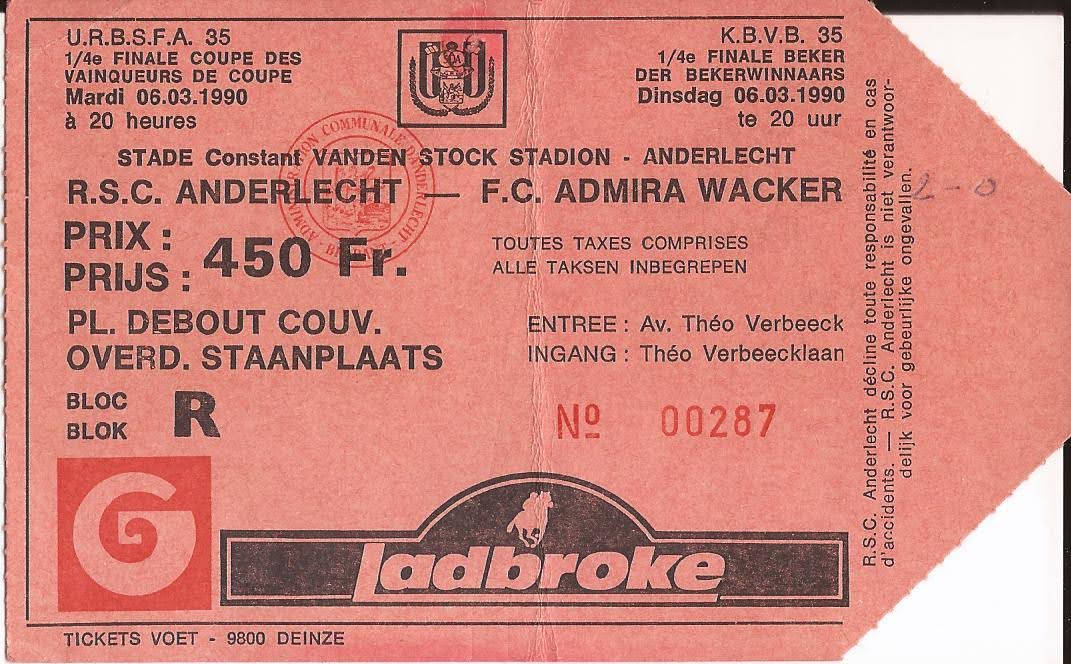 U.R.B.S.F.A. 35
1/4e FINALE COUPE DES
VAINQUEURS DE COUPE
Mardi 06.03.1990
à 20 heures
K.B.V.B. 35
1/4e FINALE BEKER
DER BEKERWINNAARS
Dinsdag 06.03.1990
te 20 uur
STADE Constant VANDEN STOCK STADION - ANDERLECHT
R.S.C. ANDERLECHT — F.C. ADMIRA WACKER
PRIX :
PRIJS : 450 Fr.
TOUTES TAXES COMPRISES
ALLE TAKSEN INBEGREPEN
PL. DEBOUT COUV.
OVERD. STAANPLAATS
ENTREE : Av. Théo Verbeeck
INGANG : Théo Verbeecklaan
BLOC
BLOK R
Nº 00287
G
Ladbroke
TICKETS VOET - 9800 DEINZE
R.S.C. Anderlecht décline toute responsabilité en cas
d'accidents. — R.S.C. Anderlecht is niet verantwoor-
delijk voor gebeurlijke ongevallen.
2-0
COMMUNALE D'ANDERLECHT